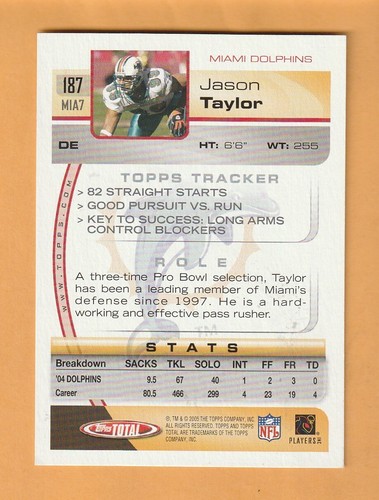 MIAMI DOLPHINS
187
MIA7
Jason
Taylor
DE
HT: 6'6" WT: 255
TOPPS TRACKER
> 82 STRAIGHT STARTS
> GOOD PURSUIT VS. RUN
> KEY TO SUCCESS: LONG ARMS
CONTROL BLOCKERS
WWW.TOPPS.COM
ROLE
A three-time Pro Bowl selection, Taylor
has been a leading member of Miami's
defense since 1997. He is a hard-
working and effective pass rusher.
TM
STATS
Breakdown SACKS TKL SOLO INT FF FR TD
'04 DOLPHINS 9.5 67 40 1 2 3 0
Career 80.5 466 299 4 23 19 4
Topps TOTAL
®, TM & © 2005 THE TOPPS COMPANY, INC.
ALL RIGHTS RESERVED. TOPPS AND TOPPS
TOTAL ARE TRADEMARKS OF THE TOPPS
COMPANY, INC.
NFL
PLAYERS INC